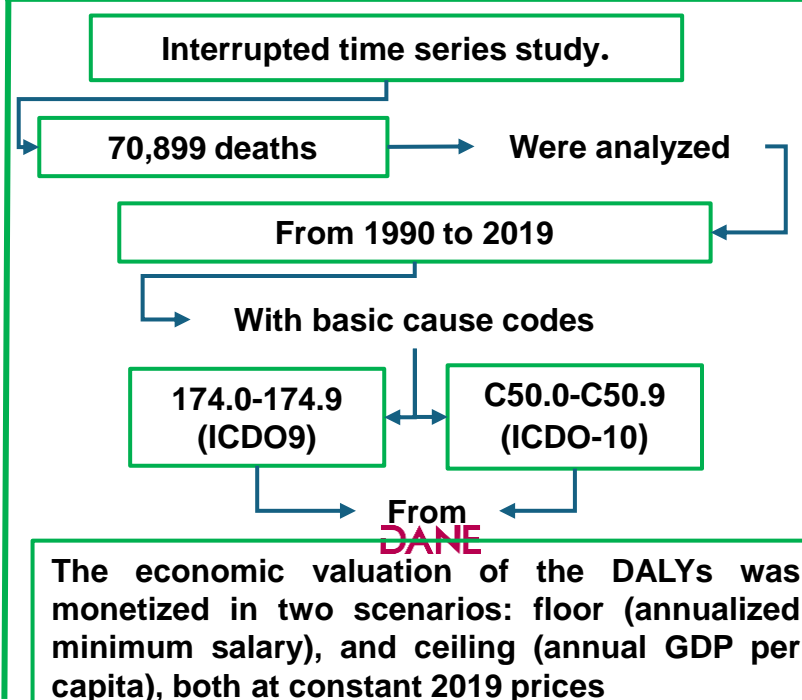 Interrupted time series study.
70,899 deaths
Were analyzed
From 1990 to 2019
With basic cause codes
174.0-174.9
(ICDO9)
C50.0-C50.9
(ICDO-10)
From
DANE
The economic valuation of the DALYs was
monetized in two scenarios: floor (annualized
minimum salary), and ceiling (annual GDP per
capita), both at constant 2019 prices